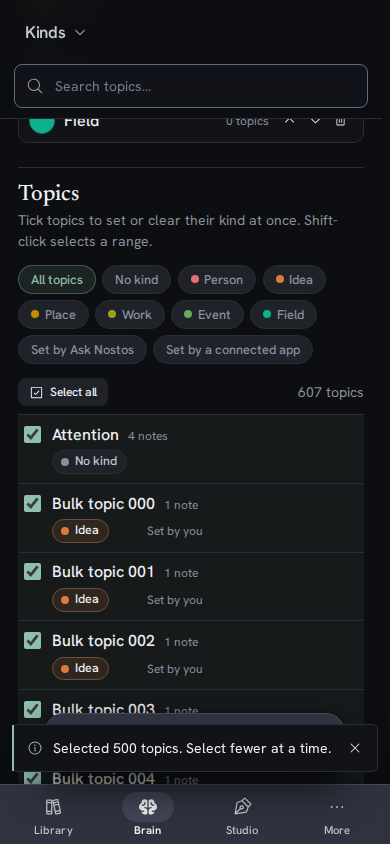 Kinds
Search topics...
Field 0 topics
Topics
Tick topics to set or clear their kind at once. Shift-
click selects a range.
All topics No kind Person Idea
Place Work Event Field
Set by Ask Nostos Set by a connected app
Select all 607 topics
Attention 4 notes
No kind
Bulk topic 000 1 note
Idea Set by you
Bulk topic 001 1 note
Idea Set by you
Bulk topic 002 1 note
Idea Set by you
Bulk topic 003 1 note
Selected 500 topics. Select fewer at a time.
Bulk topic 004 1 note
Library Brain Studio More